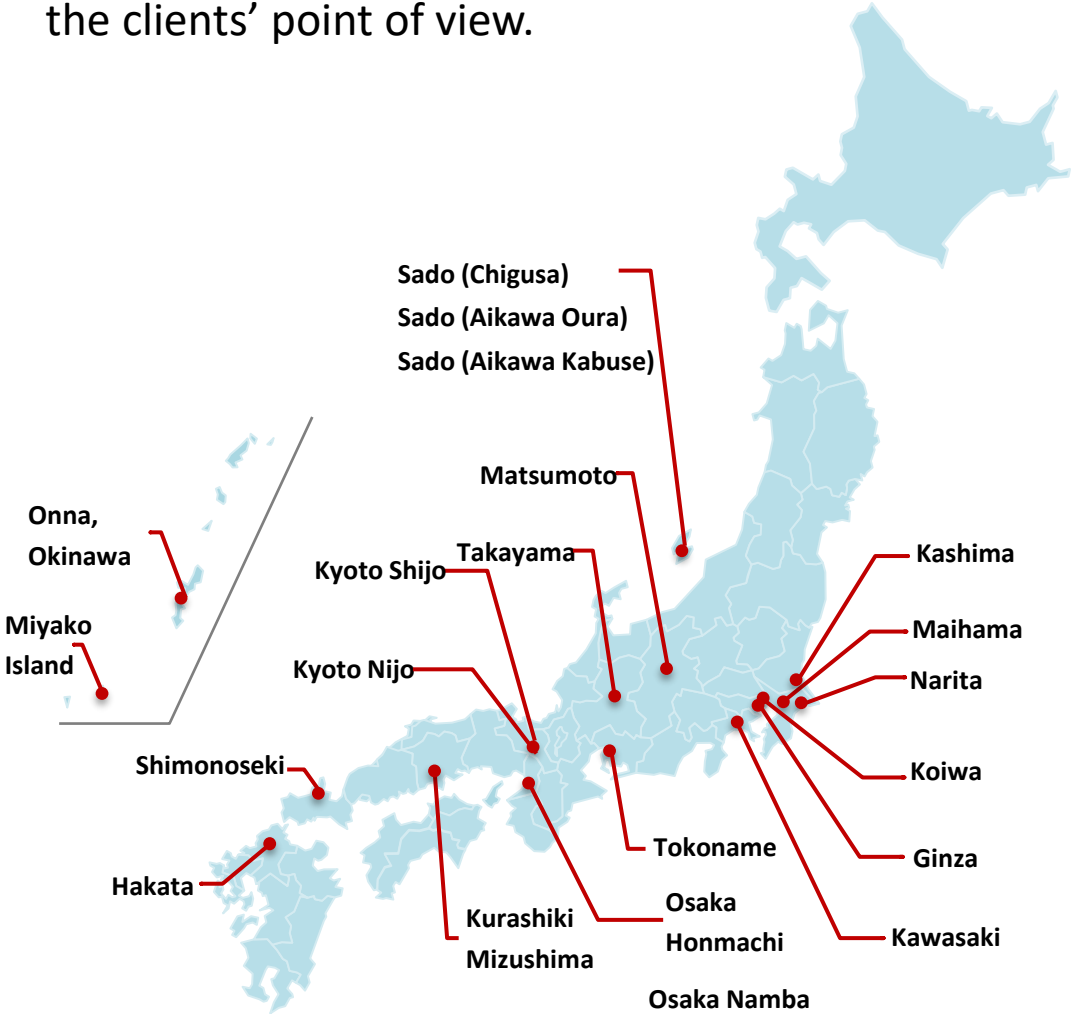 the clients’ point of view.
Sado (Chigusa)
Sado (Aikawa Oura)
Sado (Aikawa Kabuse)
Matsumoto
Onna,
Okinawa
Takayama
Kashima
Kyoto Shijo
Miyako
Island
Maihama
Kyoto Nijo
Narita
Shimonoseki
Koiwa
Tokoname
Ginza
Hakata
Osaka
Honmachi
Kurashiki
Mizushima
Kawasaki
Osaka Namba